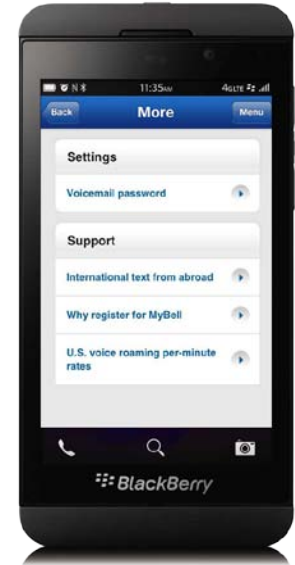 11:35AM
4GLTE
Back
More
Menu
Settings
Voicemail password
Support
International text from abroad
Why register for MyBell
U.S. voice roaming per-minute
rates
BlackBerry